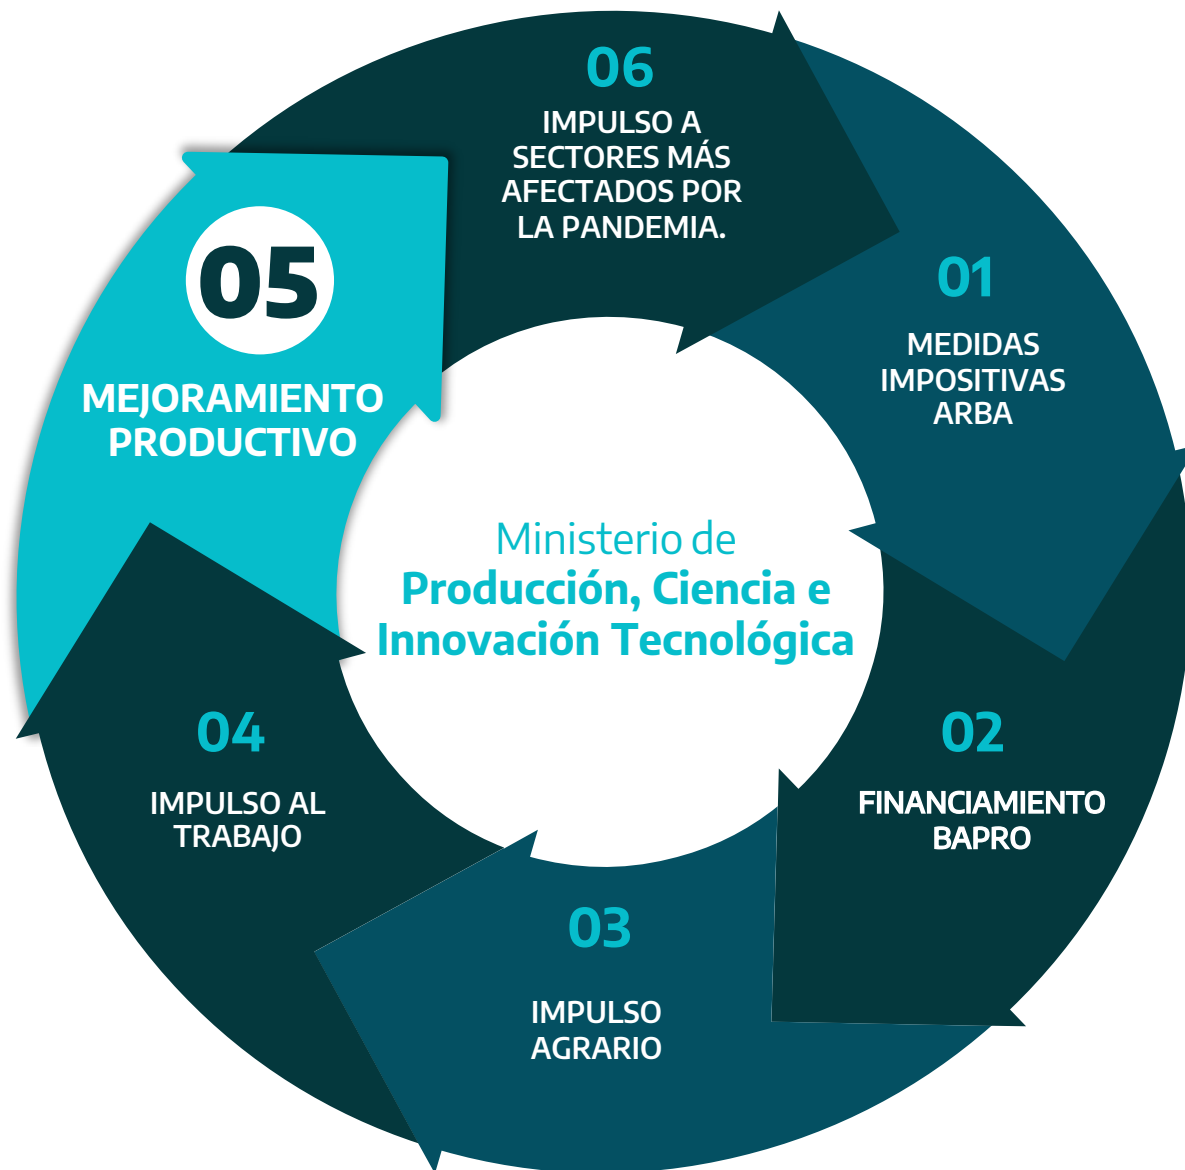 06
IMPULSO A
SECTORES MÁS
AFECTADOS POR
LA PANDEMIA.
01
MEDIDAS
IMPOSITIVAS
ARBA
02
FINANCIAMIENTO
BAPRO
03
IMPULSO
AGRARIO
04
IMPULSO AL
TRABAJO
05
MEJORAMIENTO
PRODUCTIVO
Ministerio de
Producción, Ciencia e
Innovación Tecnológica